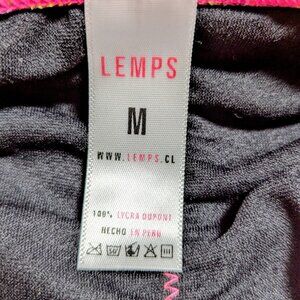 LEMPS
M
WWW.LEMPS.CL
100% LYCRA DUPONT
HECHO EN PERU